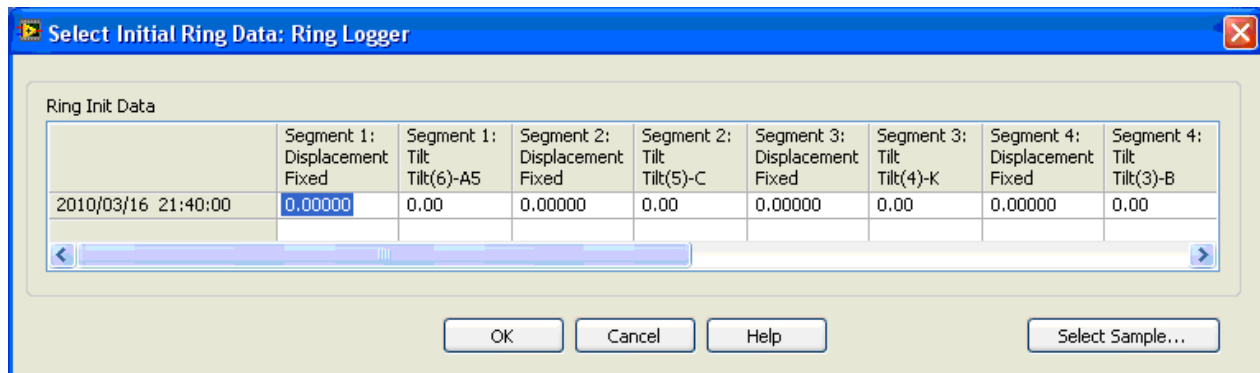 Select Initial Ring Data: Ring Logger
Ring Init Data
Segment 1: Segment 1: Segment 2: Segment 2: Segment 3: Segment 3: Segment 4: Segment 4:
Displacement Tilt Displacement Tilt Displacement Tilt Displacement Tilt
Fixed Tilt(6)-A5 Fixed Tilt(5)-C Fixed Tilt(4)-K Fixed Tilt(3)-B
2010/03/16 21:40:00 0.00000 0.00 0.00000 0.00 0.00000 0.00 0.00000 0.00
OK Cancel Help Select Sample...